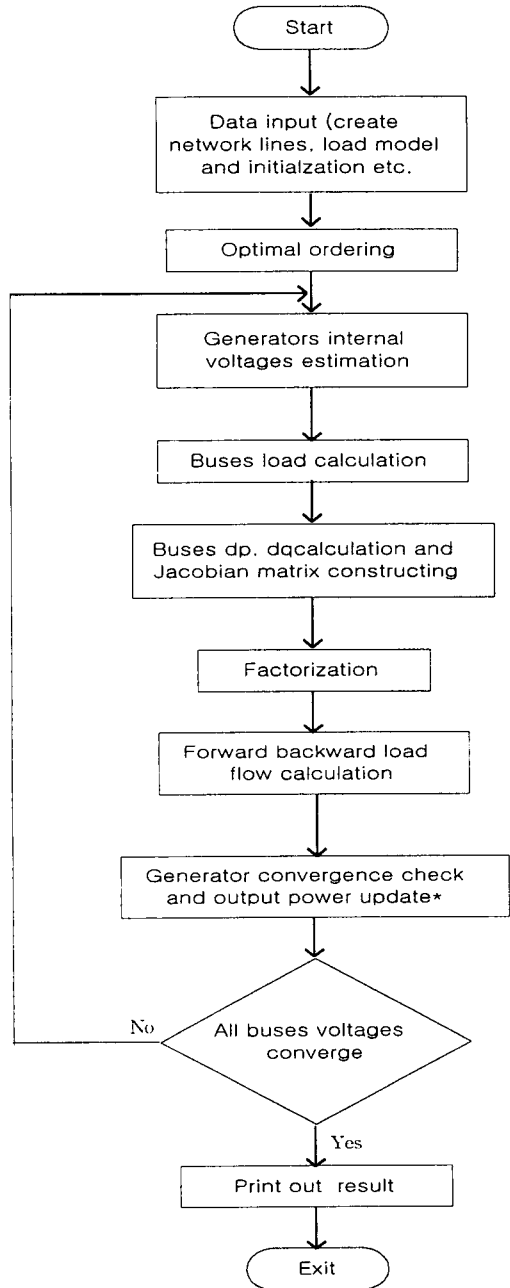 Start
Data input (create
network lines, load model
and initialzation etc.
Optimal ordering
Generators internal
voltages estimation
Buses load calculation
Buses dp. dqcalculation and
Jacobian matrix constructing
Factorization
Forward backward load
flow calculation
Generator convergence check
and output power update*
No
All buses voltages
converge
Yes
Print out result
Exit